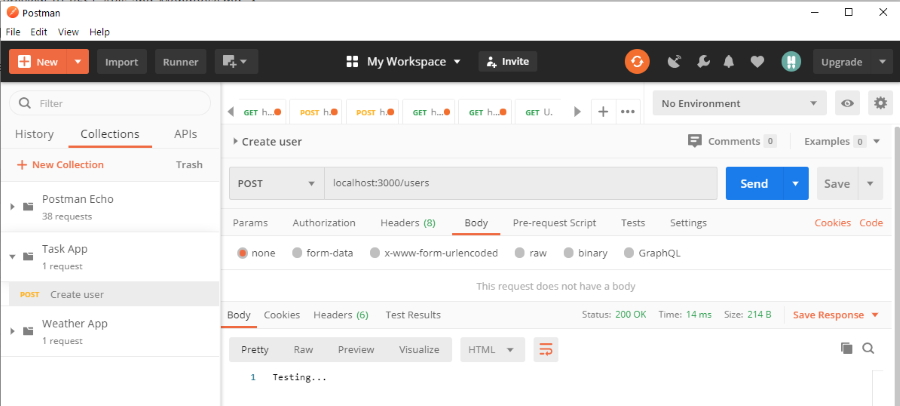 Postman
File Edit View Help
New Import Runner My Workspace Invite Upgrade
Filter
GET h... POST h... POST h... GET h... GET h... GET U. No Environment
History Collections APIs
Create user Comments 0 Examples 0
+ New Collection Trash
POST localhost:3000/users Send Save
Postman Echo
38 requests
Params Authorization Headers (8) Body Pre-request Script Tests Settings Cookies Code
Task App
1 request
none form-data x-www-form-urlencoded raw binary GraphQL
This request does not have a body
POST Create user
Body Cookies Headers (6) Test Results Status: 200 OK Time: 14 ms Size: 214 B Save Response
Weather App
1 request
Pretty Raw Preview Visualize HTML
1 Testing...